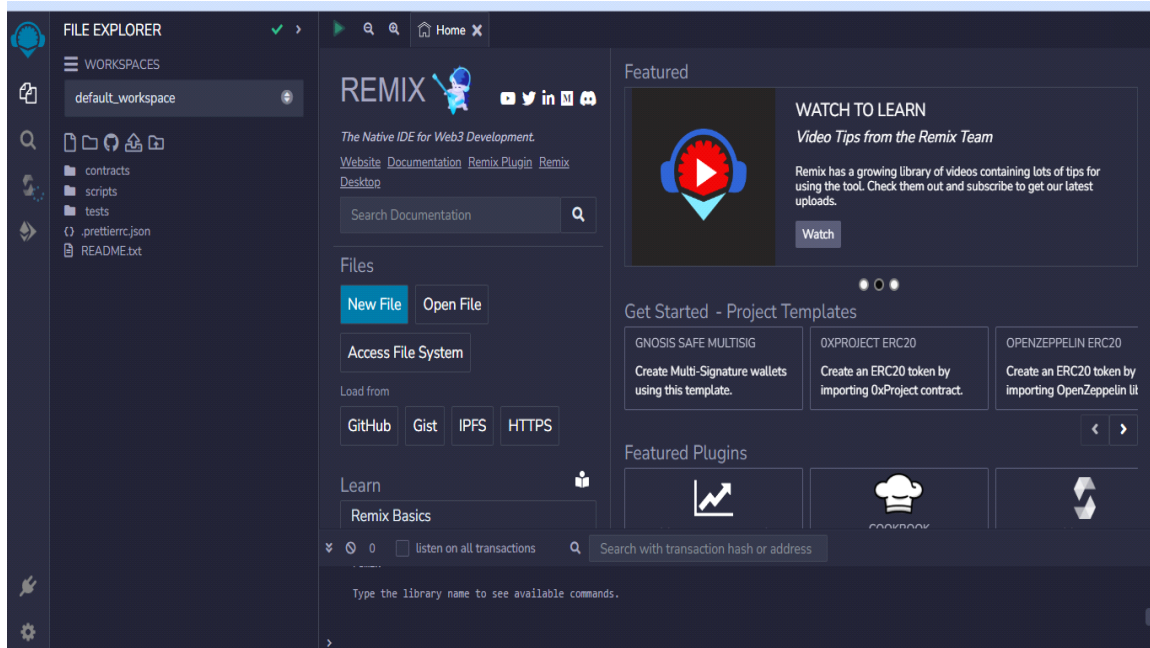 FILE EXPLORER
WORKSPACES
default_workspace
contracts
scripts
tests
{} .prettierrc.json
README.txt
Home
REMIX
in M
The Native IDE for Web3 Development.
Website Documentation Remix Plugin Remix
Desktop
Search Documentation
Files
New File Open File
Access File System
Load from
GitHub Gist IPFS HTTPS
Learn
Remix Basics
Featured
WATCH TO LEARN
Video Tips from the Remix Team
Remix has a growing library of videos containing lots of tips for
using the tool. Check them out and subscribe to get our latest
uploads.
Watch
Get Started - Project Templates
GNOSIS SAFE MULTISIG
Create Multi-Signature wallets
using this template.
0XPROJECT ERC20
Create an ERC20 token by
importing 0xProject contract.
OPENZEPPELIN ERC20
Create an ERC20 token by
importing OpenZeppelin lib
Featured Plugins
COOKBOOK
0 listen on all transactions
Search with transaction hash or address
Type the library name to see available commands.
>